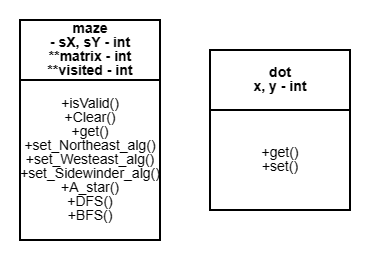 maze
- sX, sY - int
**matrix - int
**visited - int
+isValid()
+Clear()
+get()
+set_Northeast_alg()
+set_Westeast_alg()
+set_Sidewinder_alg()
+A_star()
+DFS()
+BFS()
dot
x, y - int
+get()
+set()